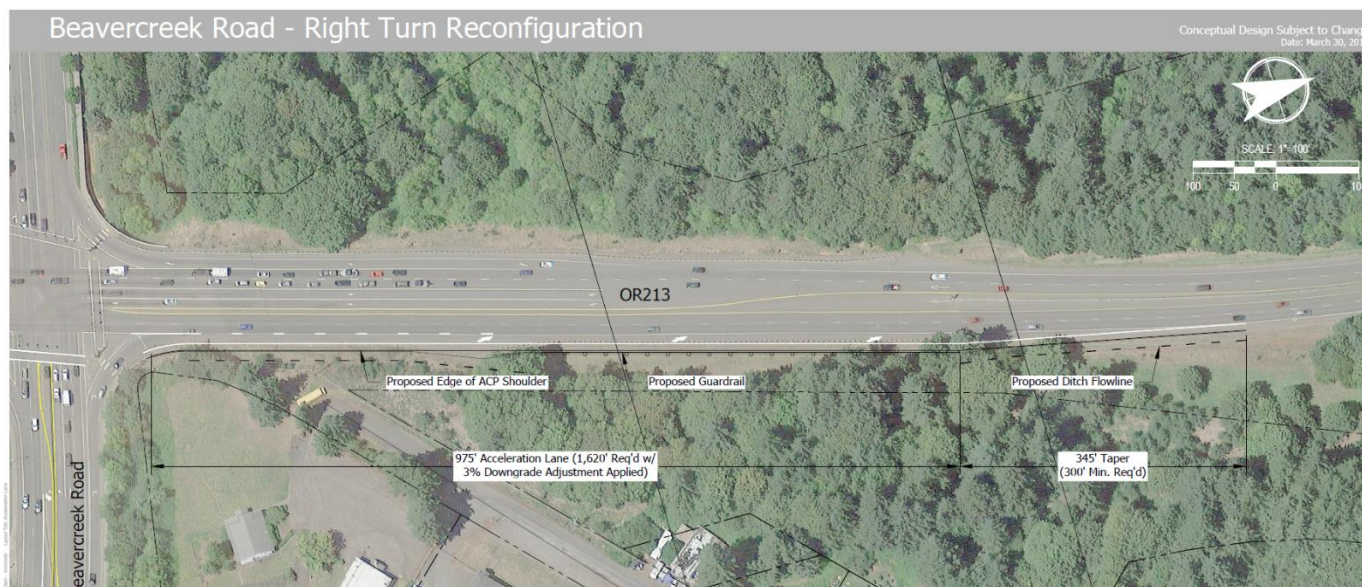 Beavercreek Road - Right Turn Reconfiguration
Conceptual Design Subject to Chang
Date: March 30, 201
SCALE: 1"=100'
100 50 0 10
OR213
Proposed Edge of ACP Shoulder
Proposed Guardrail
Proposed Ditch Flowline
975' Acceleration Lane (1,620' Req'd w/
3% Downgrade Adjustment Applied)
345' Taper
(300' Min. Req'd)
Beavercreek Road